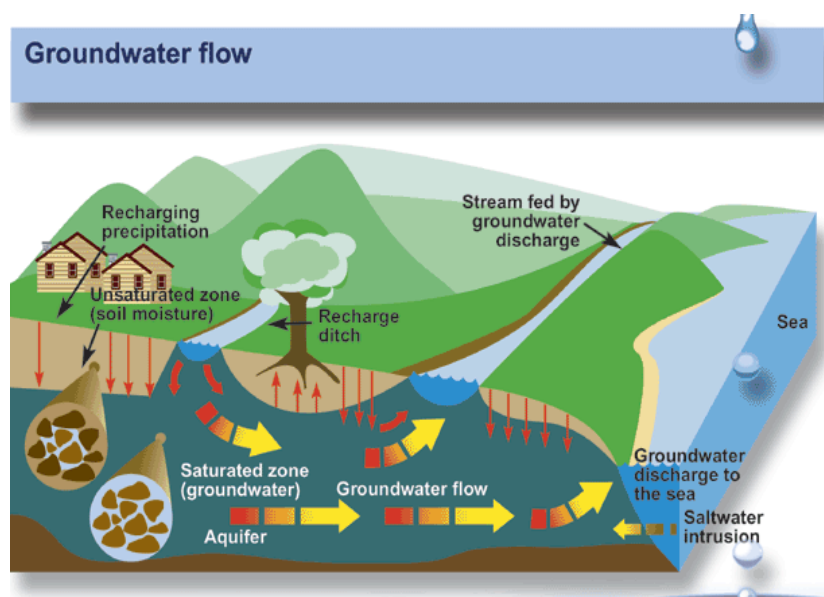 Groundwater flow
Recharging
precipitation
Stream fed by
groundwater
discharge
Unsaturated zone
(soil moisture)
Recharge
ditch
Sea
Saturated zone
(groundwater)
Groundwater flow
Groundwater
discharge to
the sea
Aquifer
Saltwater
intrusion